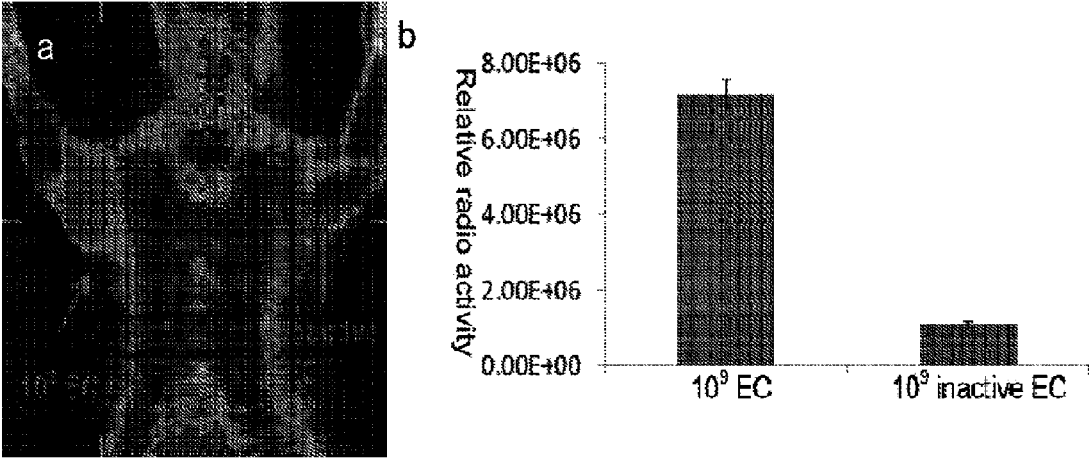 a
b
Relative radio activity
8.00E+06
6.00E+06
4.00E+06
2.00E+06
0.00E+00
10⁹ EC
10⁹ inactive EC